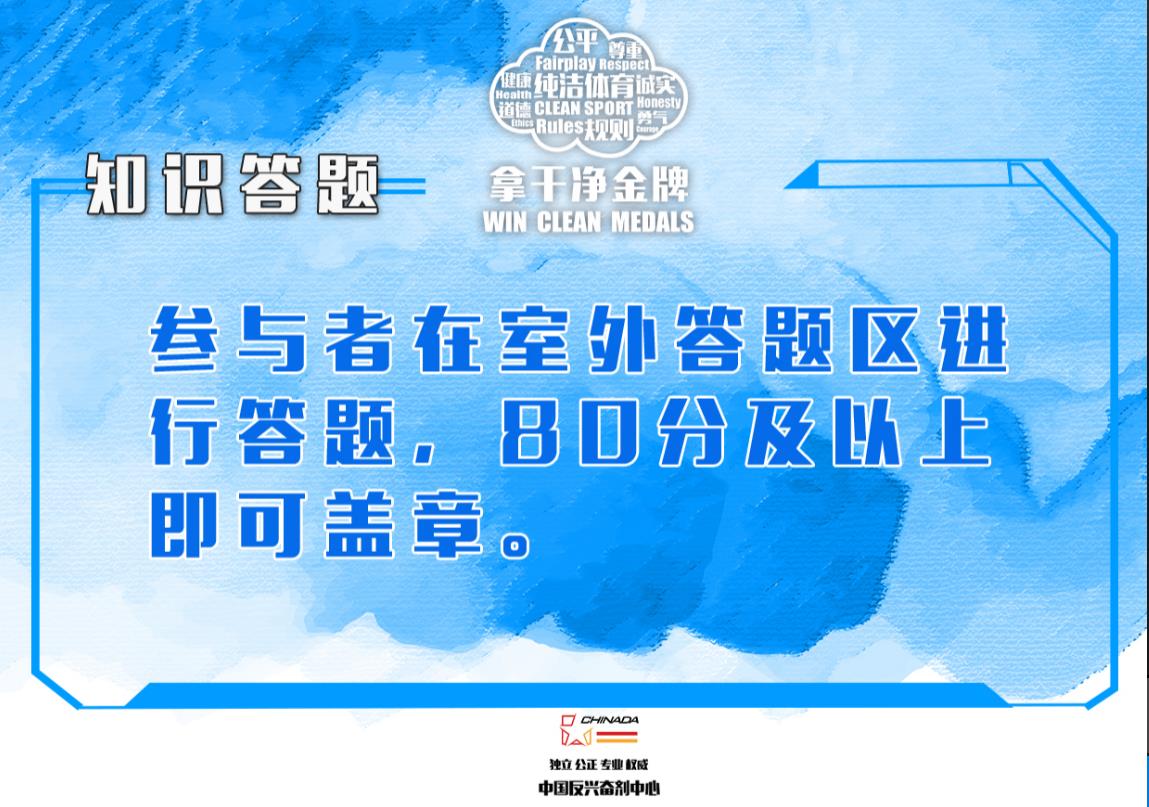 公平 尊重
Fairplay Respect
健康 纯洁体育 诚实
Health CLEAN SPORT Honesty
道德 勇气
Ethics Rules 规则 Courage
拿干净金牌
WIN CLEAN MEDALS
知识答题
参与者在室外答题区进
行答题，80分及以上
即可盖章。
CHINADA
独立 公正 专业 权威
中国反兴奋剂中心